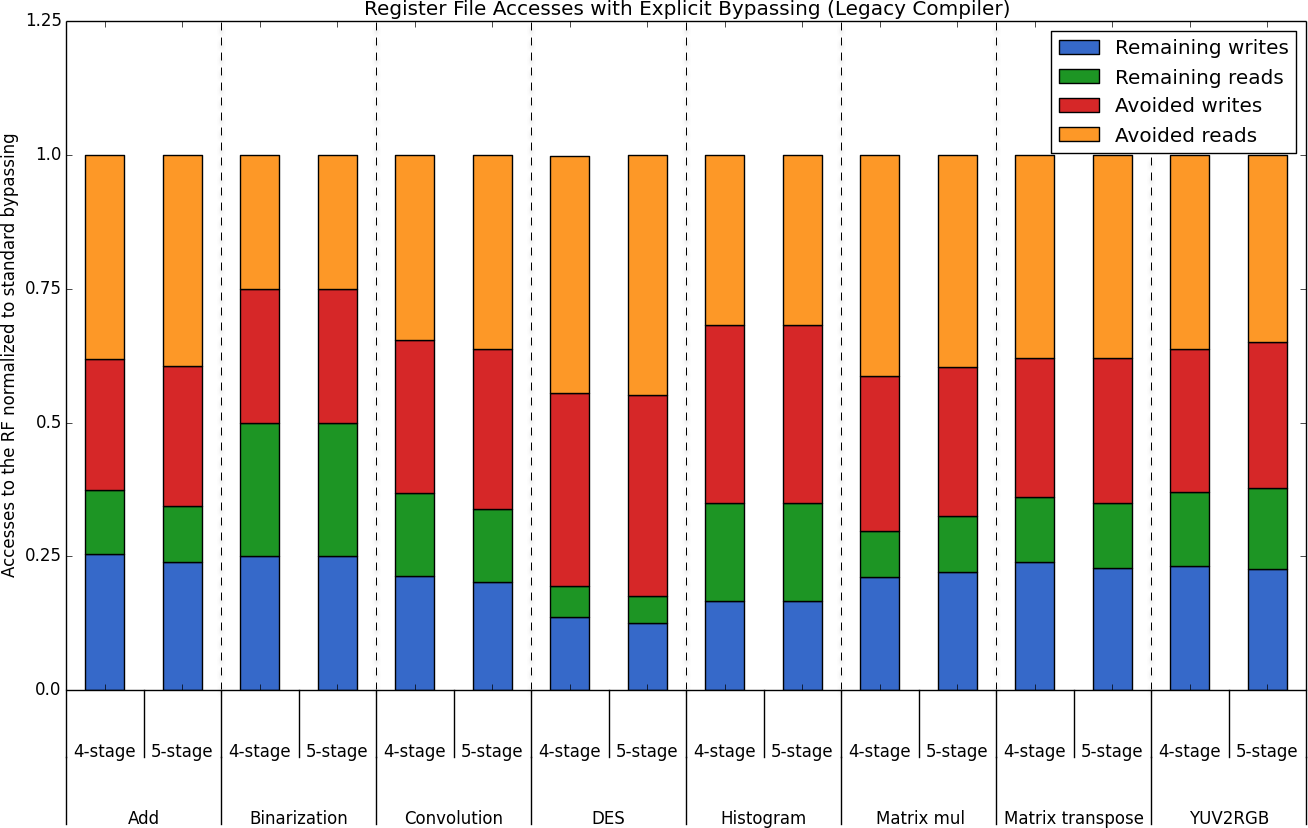 Register File Accesses with Explicit Bypassing (Legacy Compiler)
Remaining writes
Remaining reads
Avoided writes
Avoided reads
Accesses to the RF normalized to standard bypassing
1.25
1.0
0.75
0.5
0.25
0.0
4-stage 5-stage 4-stage 5-stage 4-stage 5-stage 4-stage 5-stage 4-stage 5-stage 4-stage 5-stage 4-stage 5-stage 4-stage 5-stage
Add Binarization Convolution DES Histogram Matrix mul Matrix transpose YUV2RGB